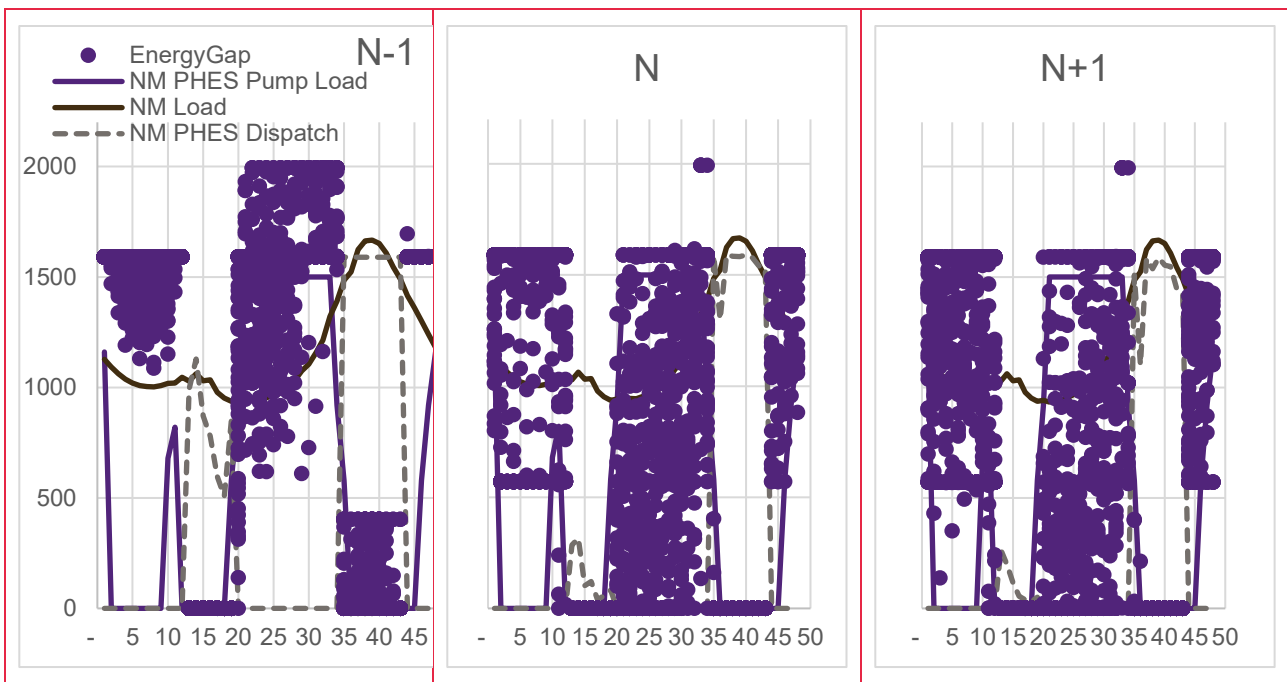 N-1
EnergyGap
NM PHES Pump Load
NM Load
NM PHES Dispatch
N
N+1
2000
1500
1000
500
0
- 5 10 15 20 25 30 35 40 45
- 5 10 15 20 25 30 35 40 45 50
- 5 10 15 20 25 30 35 40 45 50